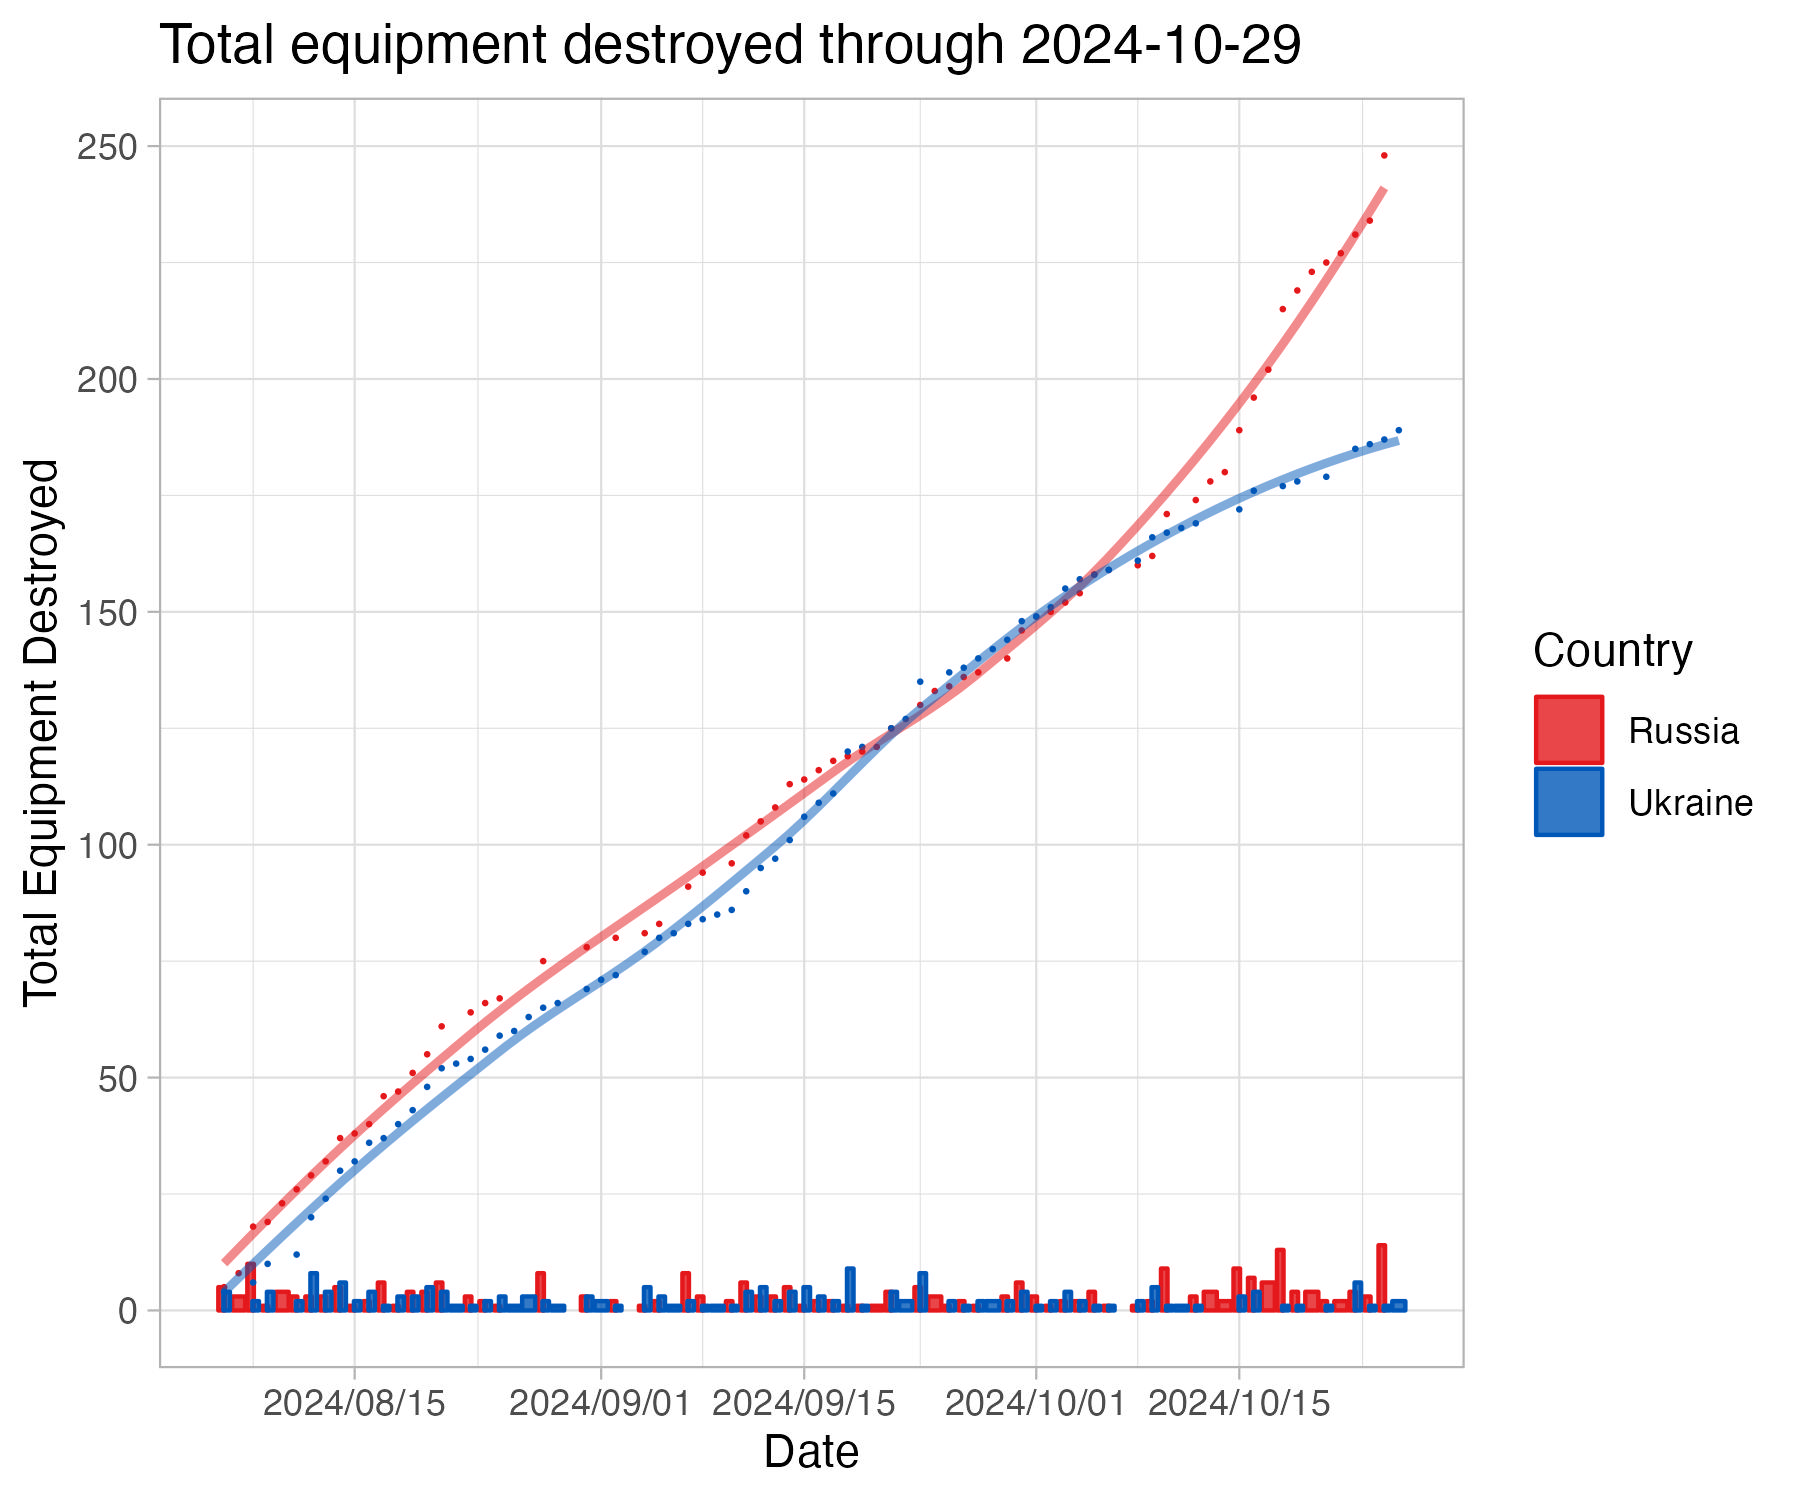 Total equipment destroyed through 2024-10-29
Total Equipment Destroyed
250
200
150
100
50
0
2024/08/15 2024/09/01 2024/09/15 2024/10/01 2024/10/15
Date
Country
Russia
Ukraine